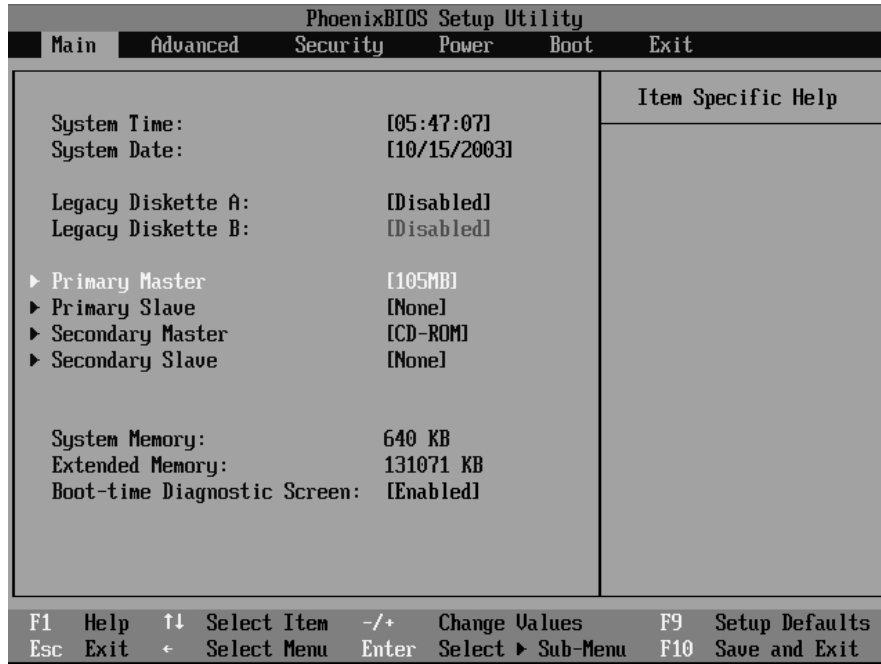 PhoenixBIOS Setup Utility
Main Advanced Security Power Boot Exit
Item Specific Help
System Time: [05:47:07]
System Date: [10/15/2003]
Legacy Diskette A: [Disabled]
Legacy Diskette B: [Disabled]
▶ Primary Master [105MB]
▶ Primary Slave [None]
▶ Secondary Master [CD-ROM]
▶ Secondary Slave [None]
System Memory: 640 KB
Extended Memory: 131071 KB
Boot-time Diagnostic Screen: [Enabled]
F1 Help ↑↓ Select Item -/+ Change Values F9 Setup Defaults
Esc Exit ← Select Menu Enter Select ▶ Sub-Menu F10 Save and Exit